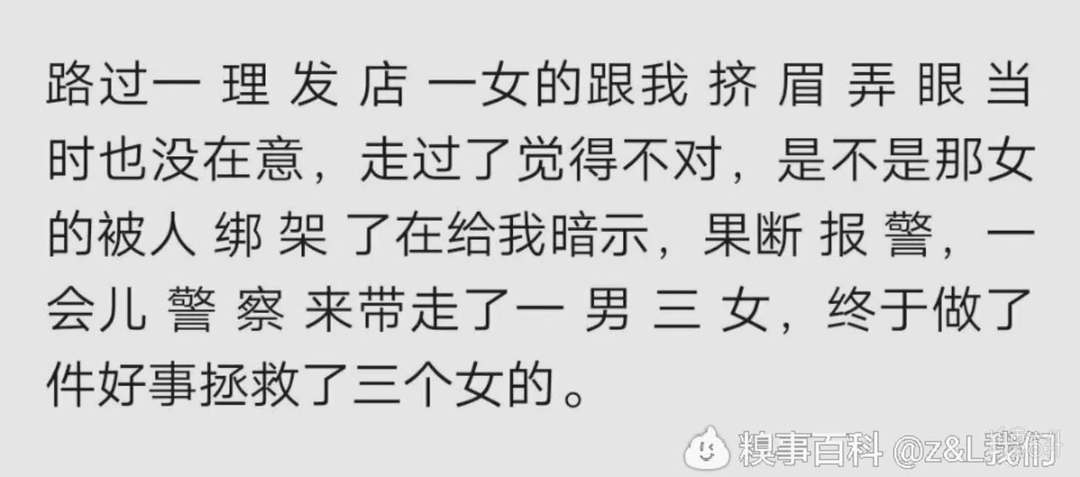 路过一 理 发 店 一女的跟我 挤 眉 弄 眼 当
时也没在意，走过了觉得不对，是不是那女
的被人 绑 架 了在给我暗示，果断 报 警，一
会儿 警 察 来带走了一 男 三 女，终于做了
件好事拯救了三个女的。
糗事百科 @z&L我们